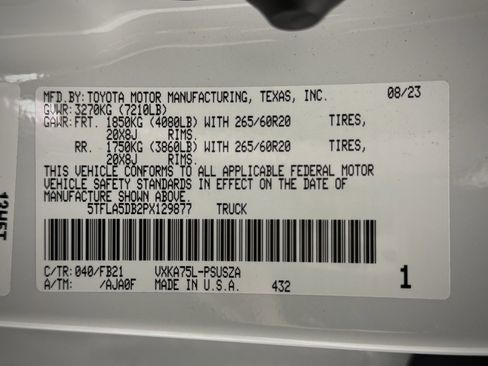 MFD.BY:TOYOTA MOTOR MANUFACTURING, TEXAS, INC. 08/23
GVWR:3270KG (7210LB)
GAWR:FRT. 1850KG (4080LB) WITH 265/60R20 TIRES,
20X8J RIMS.
RR. 1750KG (3860LB) WITH 265/60R20 TIRES,
20X8J RIMS.
THIS VEHICLE CONFORMS TO ALL APPLICABLE FEDERAL MOTOR
VEHICLE SAFETY STANDARDS IN EFFECT ON THE DATE OF
MANUFACTURE SHOWN ABOVE.
5TFLA5DB2PX129877 TRUCK
C/TR:040/FB21 VXKA75L-PSUSZA
A/TM: /AJA0F MADE IN U.S.A. 432 1